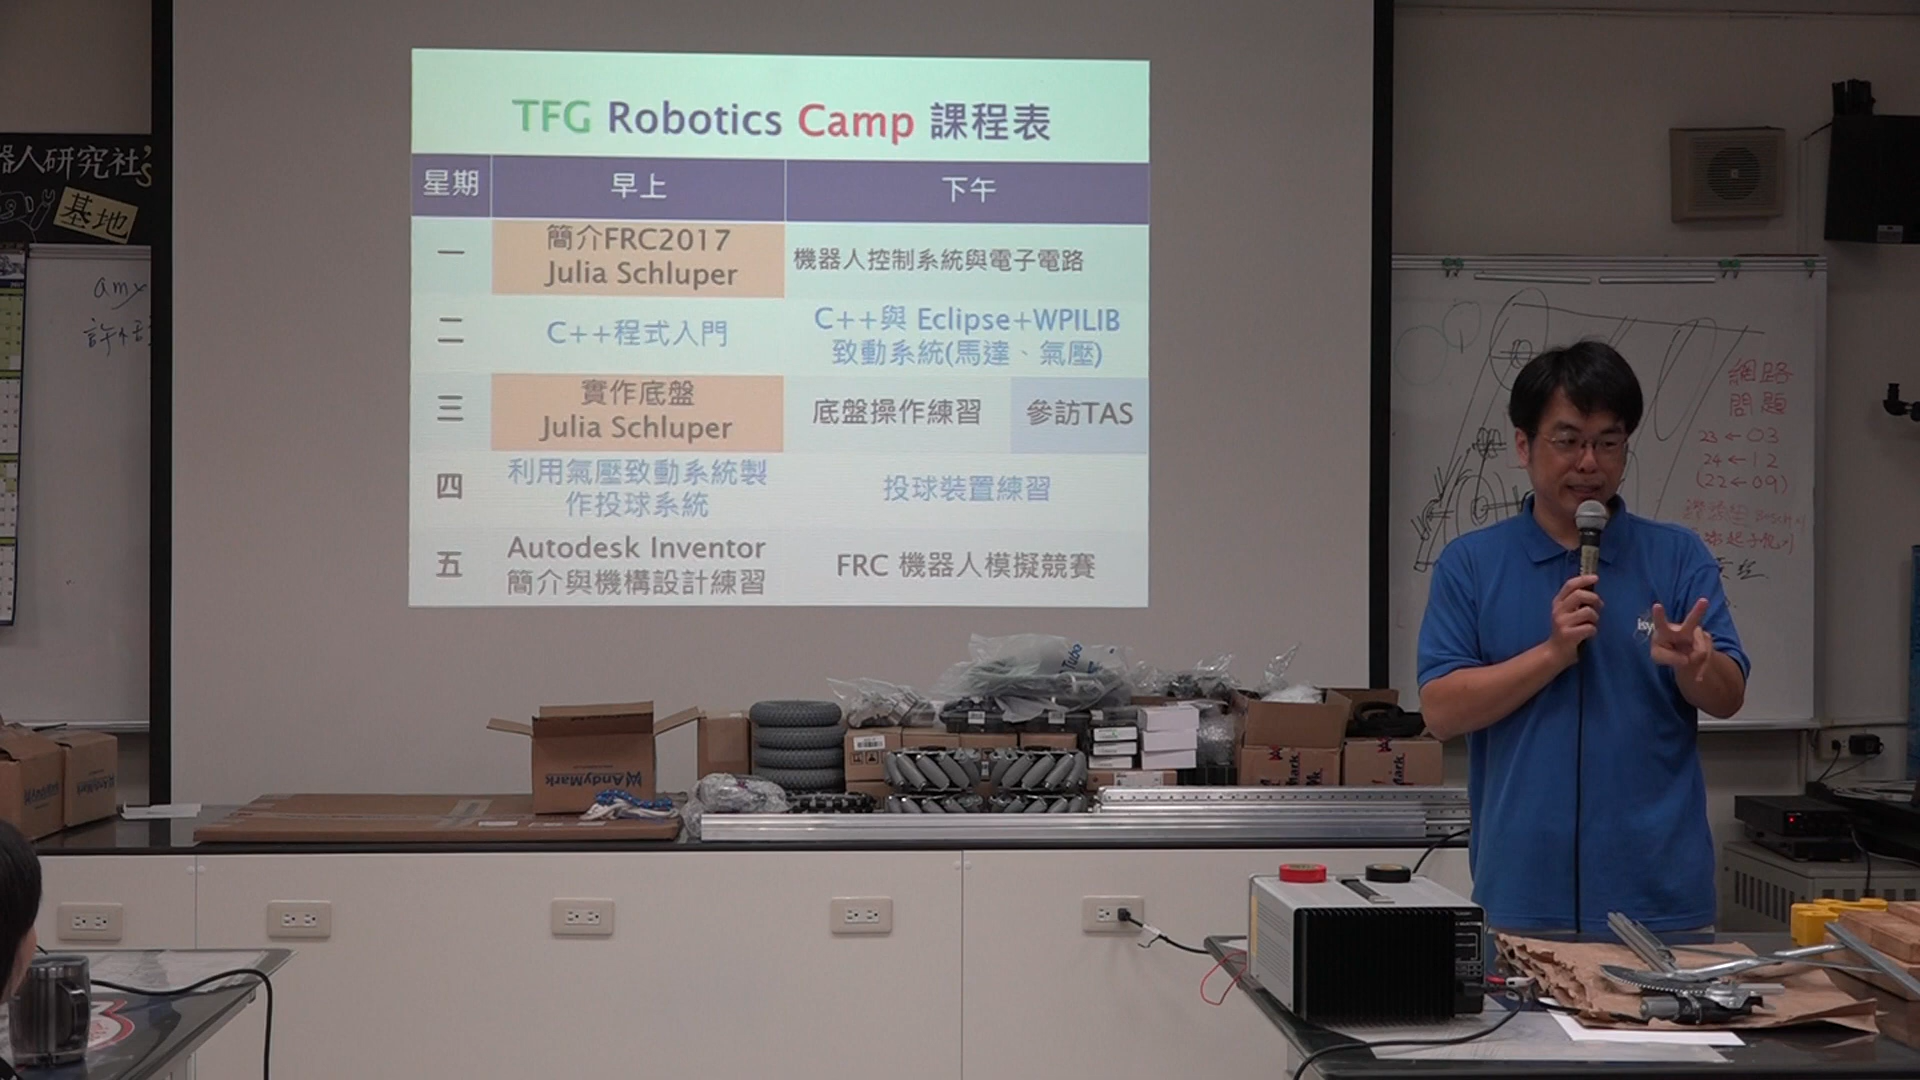 TFG Robotics Camp 課程表
星期 早上 下午
一 簡介FRC2017
Julia Schluper
機器人控制系統與電子電路
二 C++程式入門
C++與 Eclipse+WPILIB
致動系統(馬達、氣壓)
三 實作底盤
Julia Schluper
底盤操作練習 參訪TAS
四 利用氣壓致動系統製
作投球系統
投球裝置練習
五 Autodesk Inventor
簡介與機構設計練習
FRC 機器人模擬競賽
器人研究社's
基地
amy
網路
問題
23←03
24←12
(22←09)
AndyMark
AndyMark
AndyMark
Mark
Mark
Tube
isy